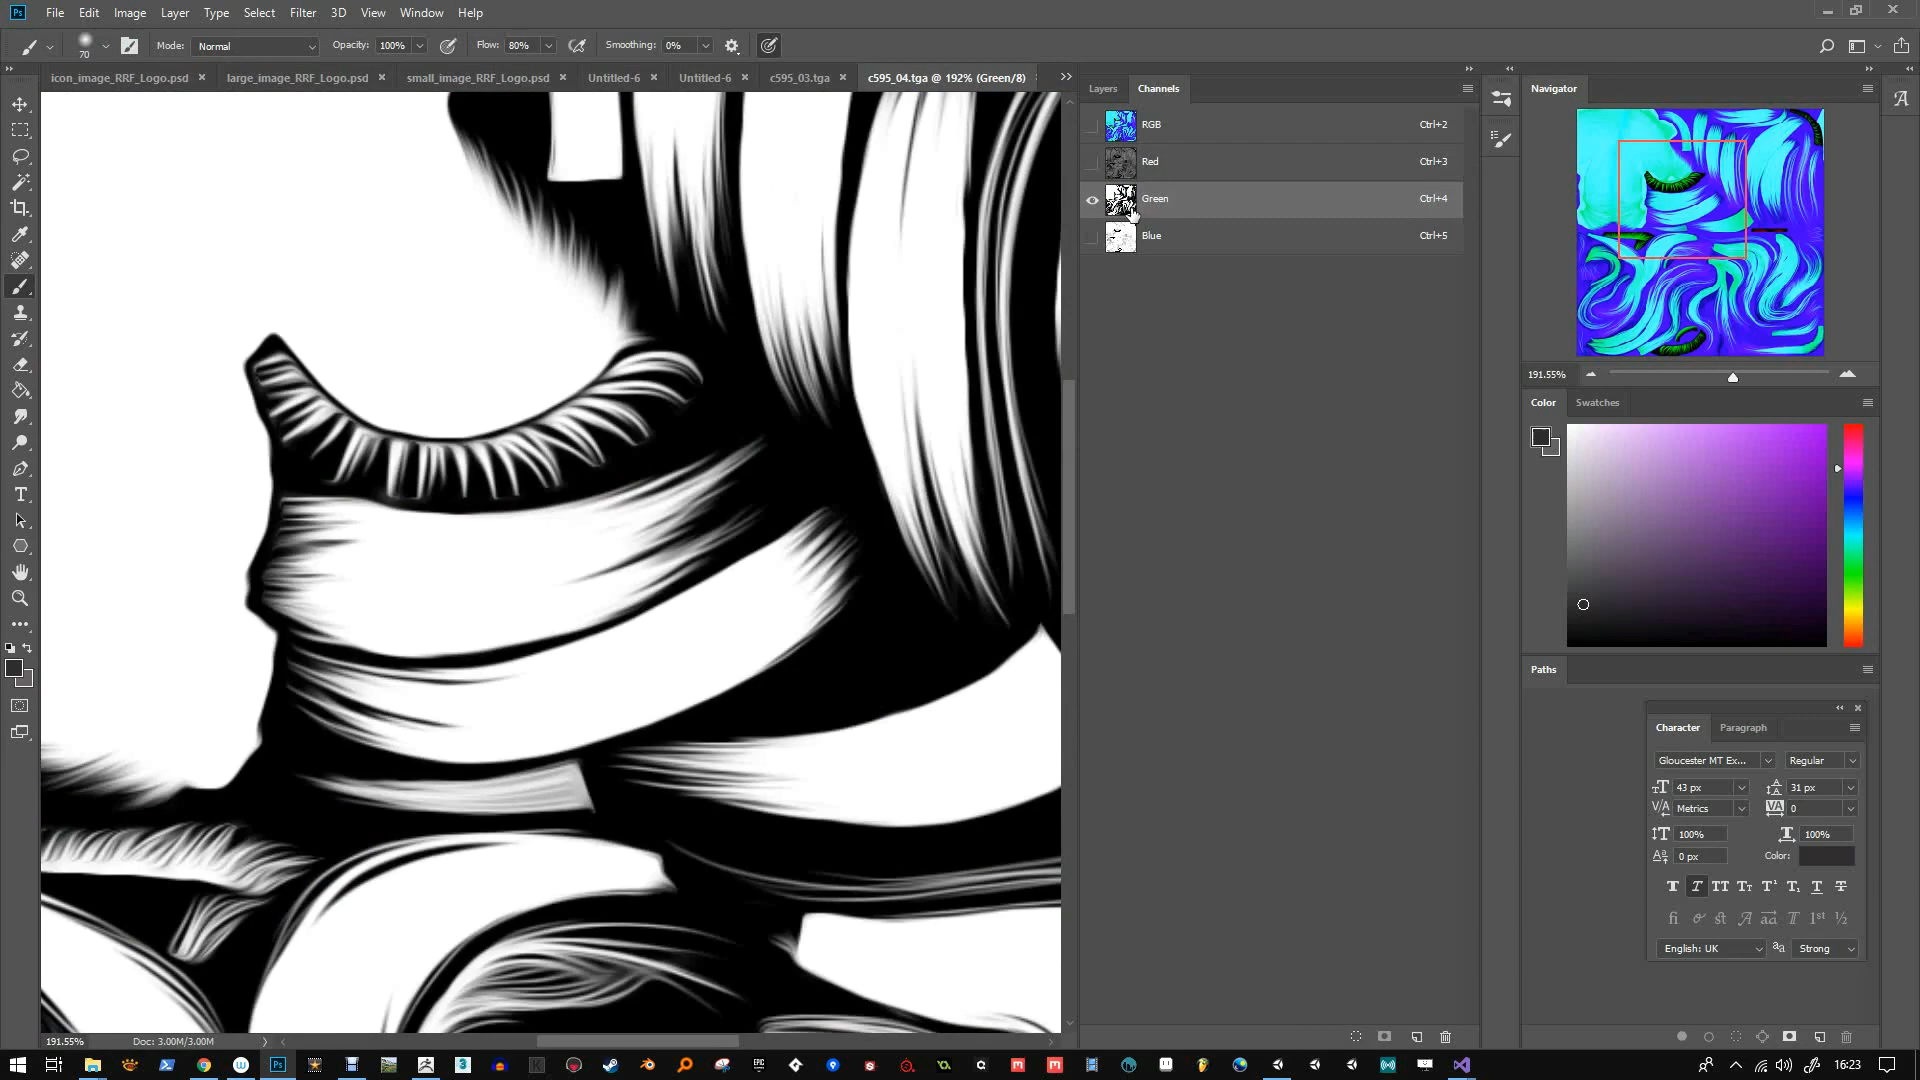 Ps File Edit Image Layer Type Select Filter 3D View Window Help
70 Mode: Normal Opacity: 100% Flow: 80% Smoothing: 0%
icon_image_RRF_Logo.psd large_image_RRF_Logo.psd small_image_RRF_Logo.psd Untitled-6 Untitled-6 c595_03.tga c595_04.tga @ 192% (Green/8)
Layers Channels
RGB Ctrl+2
Red Ctrl+3
Green Ctrl+4
Blue Ctrl+5
Navigator
191.55%
Color Swatches
Paths
Character Paragraph
Gloucester MT Ex... Regular
43 px 31 px
Metrics 0
100% 100%
0 px Color:
English: UK aa Strong
191.55% Doc: 3.00M/3.00M
16:23